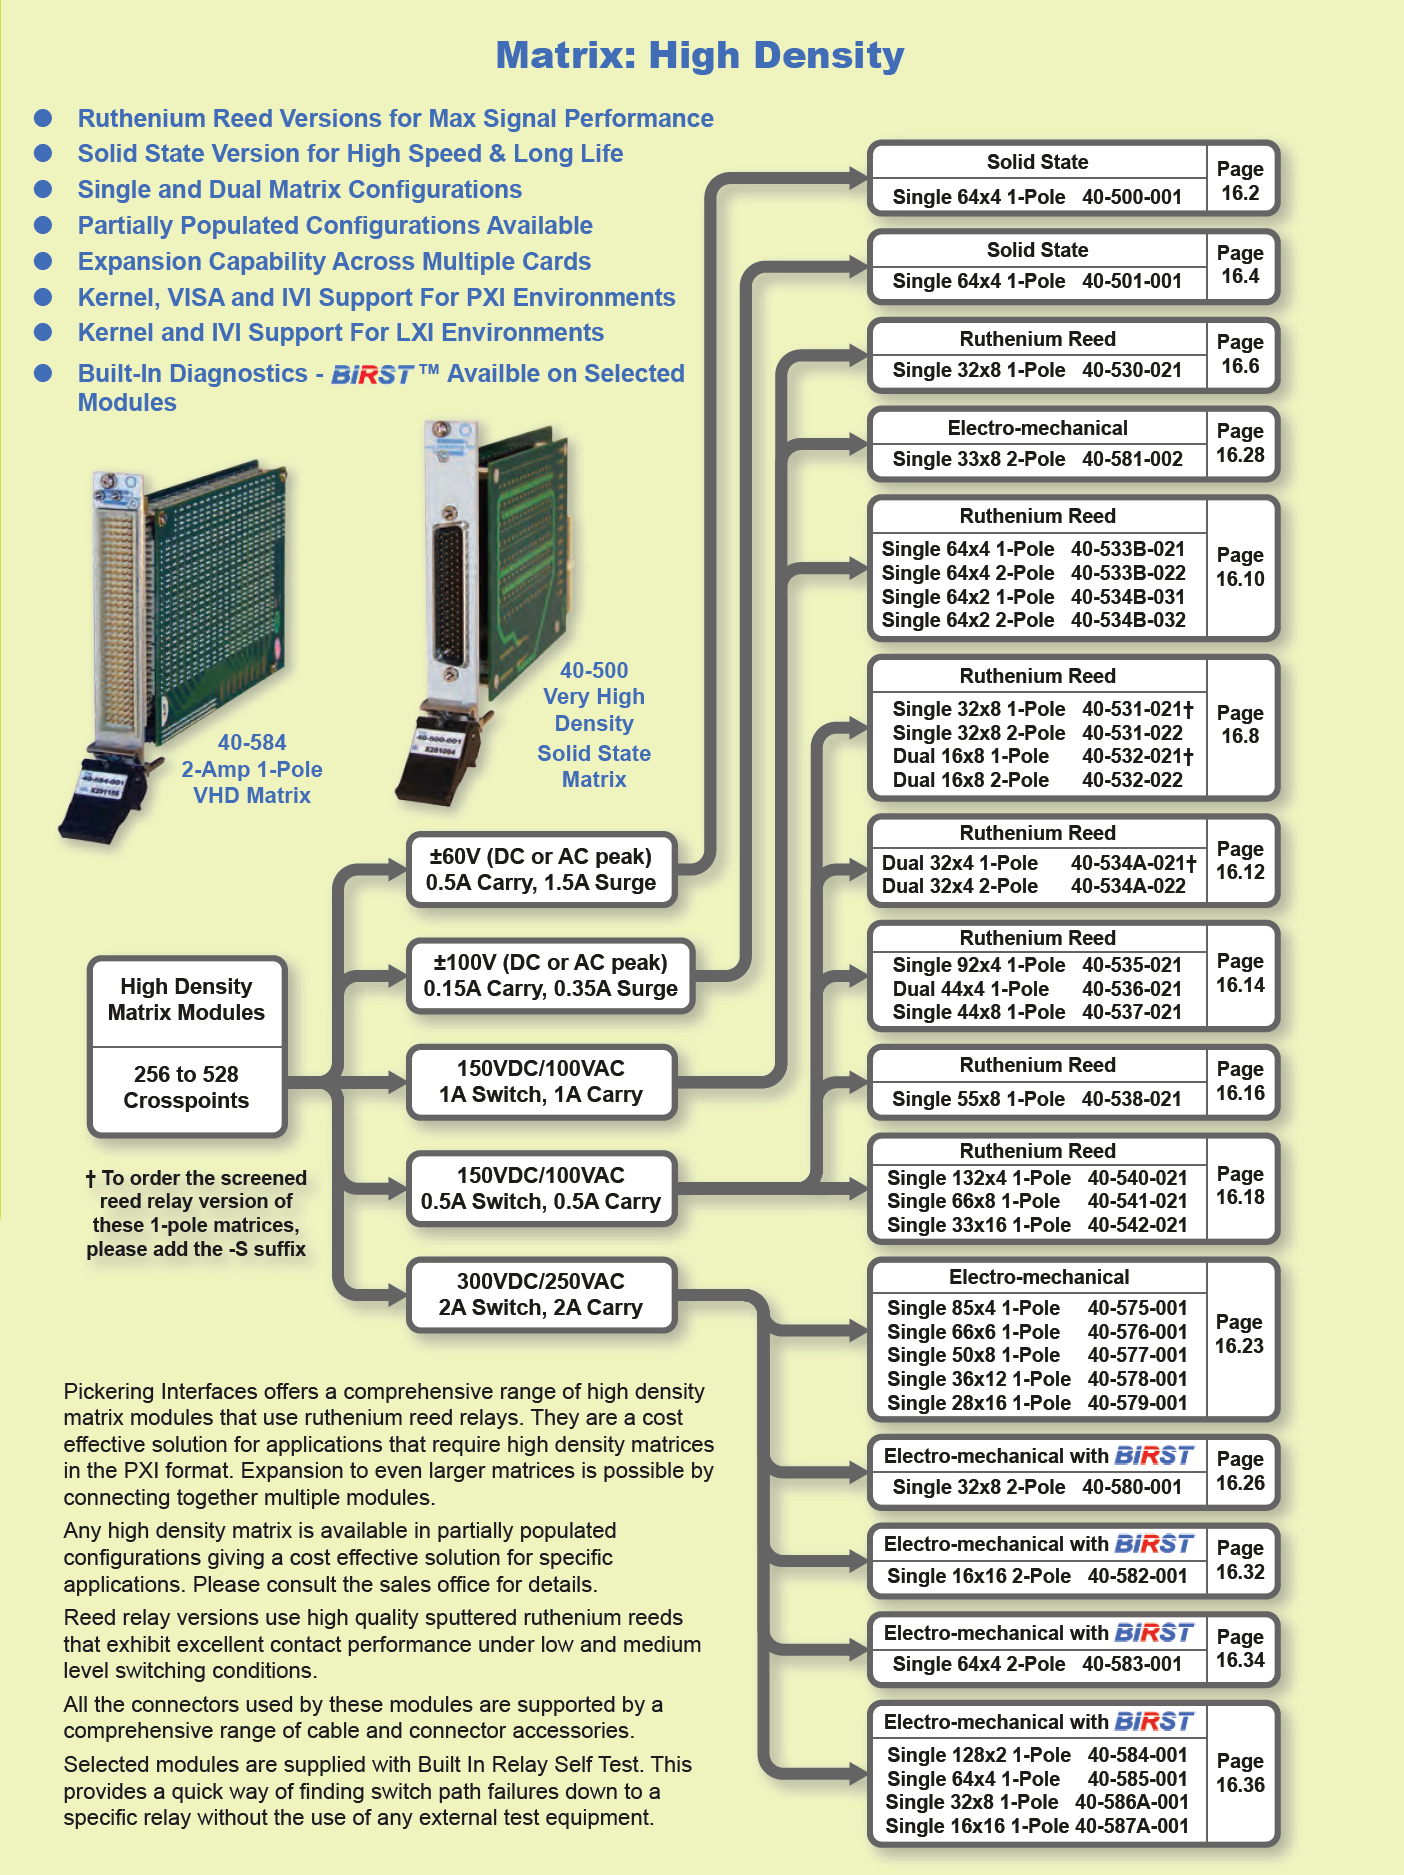 Matrix: High Density
● Ruthenium Reed Versions for Max Signal Performance
● Solid State Version for High Speed & Long Life
● Single and Dual Matrix Configurations
● Partially Populated Configurations Available
● Expansion Capability Across Multiple Cards
● Kernel, VISA and IVI Support For PXI Environments
● Kernel and IVI Support For LXI Environments
● Built-In Diagnostics - BiRST ™ Availble on Selected
Modules
40-584-001
X291155
40-584
2-Amp 1-Pole
VHD Matrix
40-500-001
X281094
40-500
Very High
Density
Solid State
Matrix
High Density
Matrix Modules
256 to 528
Crosspoints
† To order the screened
reed relay version of
these 1-pole matrices,
please add the -S suffix
±60V (DC or AC peak)
0.5A Carry, 1.5A Surge
±100V (DC or AC peak)
0.15A Carry, 0.35A Surge
150VDC/100VAC
1A Switch, 1A Carry
150VDC/100VAC
0.5A Switch, 0.5A Carry
300VDC/250VAC
2A Switch, 2A Carry
Solid State
Single 64x4 1-Pole 40-500-001
Page
16.2
Solid State
Single 64x4 1-Pole 40-501-001
Page
16.4
Ruthenium Reed
Single 32x8 1-Pole 40-530-021
Page
16.6
Electro-mechanical
Single 33x8 2-Pole 40-581-002
Page
16.28
Ruthenium Reed
Single 64x4 1-Pole 40-533B-021
Single 64x4 2-Pole 40-533B-022
Single 64x2 1-Pole 40-534B-031
Single 64x2 2-Pole 40-534B-032
Page
16.10
Ruthenium Reed
Single 32x8 1-Pole 40-531-021†
Single 32x8 2-Pole 40-531-022
Dual 16x8 1-Pole 40-532-021†
Dual 16x8 2-Pole 40-532-022
Page
16.8
Ruthenium Reed
Dual 32x4 1-Pole 40-534A-021†
Dual 32x4 2-Pole 40-534A-022
Page
16.12
Ruthenium Reed
Single 92x4 1-Pole 40-535-021
Dual 44x4 1-Pole 40-536-021
Single 44x8 1-Pole 40-537-021
Page
16.14
Ruthenium Reed
Single 55x8 1-Pole 40-538-021
Page
16.16
Ruthenium Reed
Single 132x4 1-Pole 40-540-021
Single 66x8 1-Pole 40-541-021
Single 33x16 1-Pole 40-542-021
Page
16.18
Electro-mechanical
Single 85x4 1-Pole 40-575-001
Single 66x6 1-Pole 40-576-001
Single 50x8 1-Pole 40-577-001
Single 36x12 1-Pole 40-578-001
Single 28x16 1-Pole 40-579-001
Page
16.23
Electro-mechanical with BiRST
Single 32x8 2-Pole 40-580-001
Page
16.26
Electro-mechanical with BiRST
Single 16x16 2-Pole 40-582-001
Page
16.32
Electro-mechanical with BiRST
Single 64x4 2-Pole 40-583-001
Page
16.34
Electro-mechanical with BiRST
Single 128x2 1-Pole 40-584-001
Single 64x4 1-Pole 40-585-001
Single 32x8 1-Pole 40-586A-001
Single 16x16 1-Pole 40-587A-001
Page
16.36
Pickering Interfaces offers a comprehensive range of high density
matrix modules that use ruthenium reed relays. They are a cost
effective solution for applications that require high density matrices
in the PXI format. Expansion to even larger matrices is possible by
connecting together multiple modules.
Any high density matrix is available in partially populated
configurations giving a cost effective solution for specific
applications. Please consult the sales office for details.
Reed relay versions use high quality sputtered ruthenium reeds
that exhibit excellent contact performance under low and medium
level switching conditions.
All the connectors used by these modules are supported by a
comprehensive range of cable and connector accessories.
Selected modules are supplied with Built In Relay Self Test. This
provides a quick way of finding switch path failures down to a
specific relay without the use of any external test equipment.